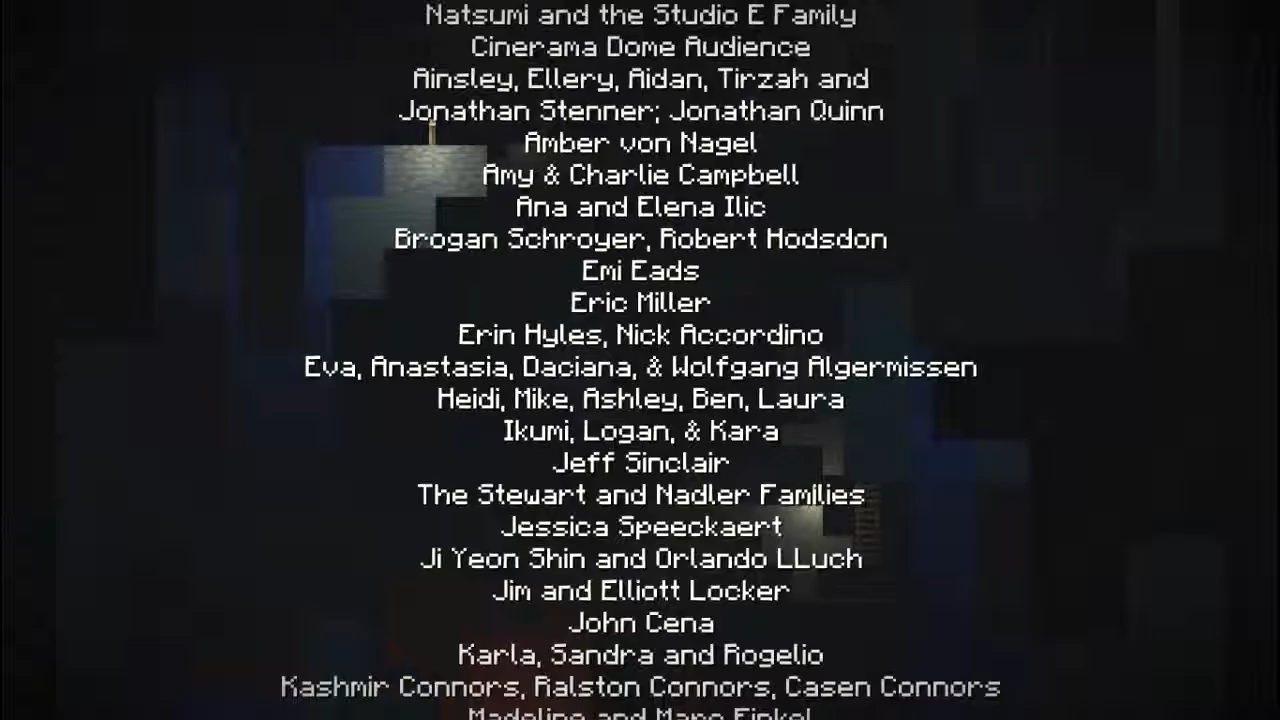 Natsumi and the Studio E Family
Cinerama Dome Audience
Ainsley, Ellery, Aidan, Tirzah and
Jonathan Stenner; Jonathan Quinn
Amber von Nagel
Amy & Charlie Campbell
Ana and Elena Ilic
Brogan Schroyer, Robert Hodsdon
Emi Eads
Eric Miller
Erin Hyles, Nick Accordino
Eva, Anastasia, Daciana, & Wolfgang Algermissen
Heidi, Mike, Ashley, Ben, Laura
Ikumi, Logan, & Kara
Jeff Sinclair
The Stewart and Nadler Families
Jessica Speeckaert
Ji Yeon Shin and Orlando LLuch
Jim and Elliott Locker
John Cena
Karla, Sandra and Rogelio
Kashmir Connors, Ralston Connors, Casen Connors
Madeline and